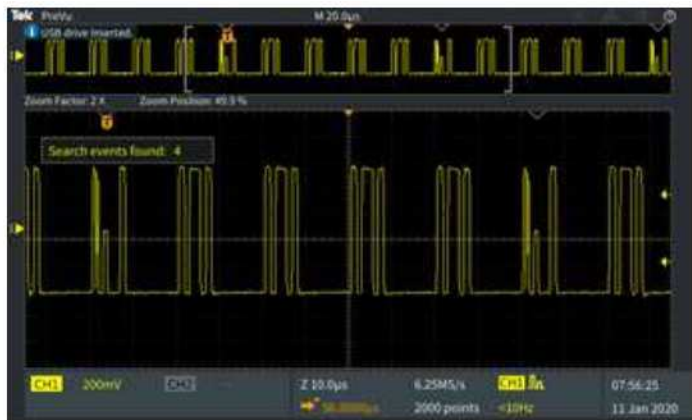 Tek PreVu M 20.0µs
USB drive inserted.
Zoom Factor: 2 X Zoom Position: 49.9 %
Search events found: 4
CH1 200mV CH2 Z 10.0µs 6.25MS/s CH1 07:56:25
2000 points <10Hz 11 Jan 2020